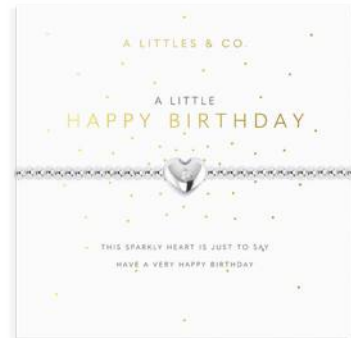 A LITTLES & CO.
A LITTLE
HAPPY BIRTHDAY
THIS SPARKLY HEART IS JUST TO SAY
HAVE A VERY HAPPY BIRTHDAY